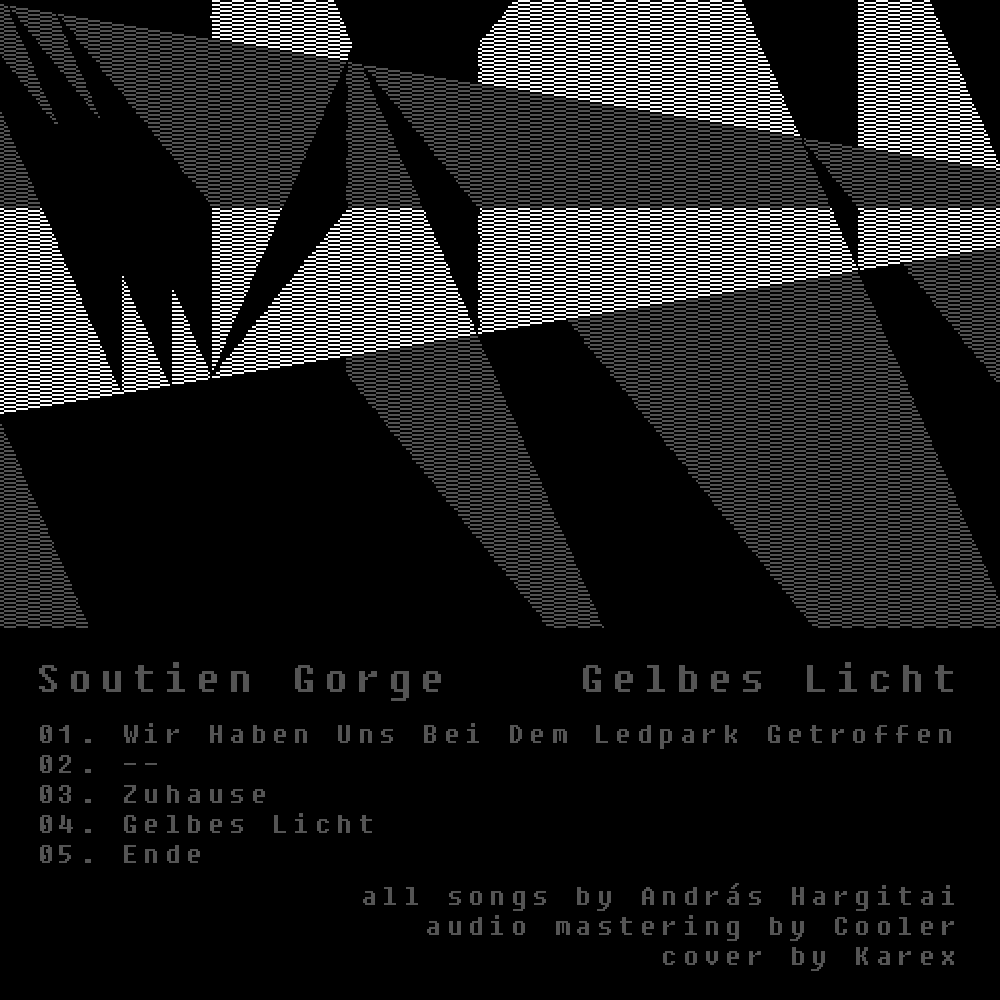 Soutien Gorge Gelbes Licht
01. Wir Haben Uns Bei Dem Ledpark Getroffen
02. --
03. Zuhause
04. Gelbes Licht
05. Ende
all songs by András Hargitai
audio mastering by Cooler
cover by Karex